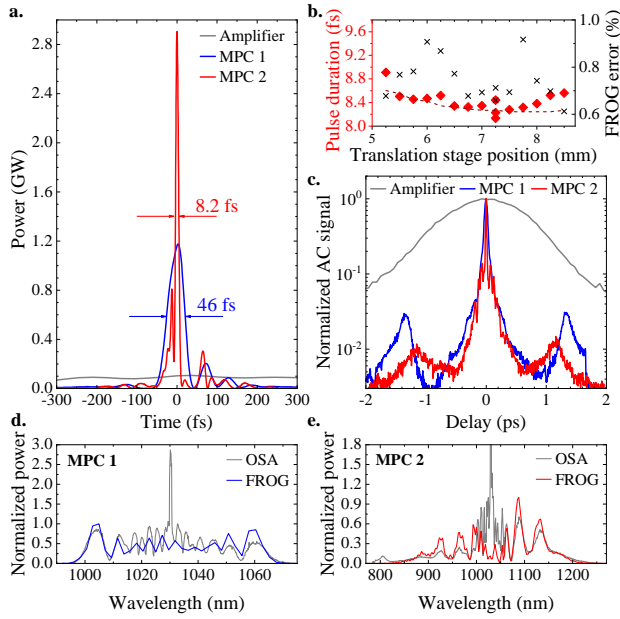 a.
Power (GW)
3.0
2.4
1.8
1.2
0.6
0.0
Amplifier
MPC 1
MPC 2
8.2 fs
46 fs
-300 -200 -100 0 100 200 300
Time (fs)
b.
Pulse duration (fs)
9.6
9.2
8.8
8.4
8.0
1.0
0.8
0.6
FROG error (%)
5 6 7 8
Translation stage position (mm)
c.
Amplifier MPC 1 MPC 2
Normalized AC signal
10^0
10^-1
10^-2
-2 -1 0 1 2
Delay (ps)
d.
MPC 1
OSA
FROG
Normalized power
3.0
2.5
2.0
1.5
1.0
0.5
0.0
1000 1020 1040 1060
Wavelength (nm)
e.
MPC 2
OSA
FROG
Normalized power
1.8
1.5
1.2
0.9
0.6
0.3
0.0
800 900 1000 1100 1200
Wavelength (nm)